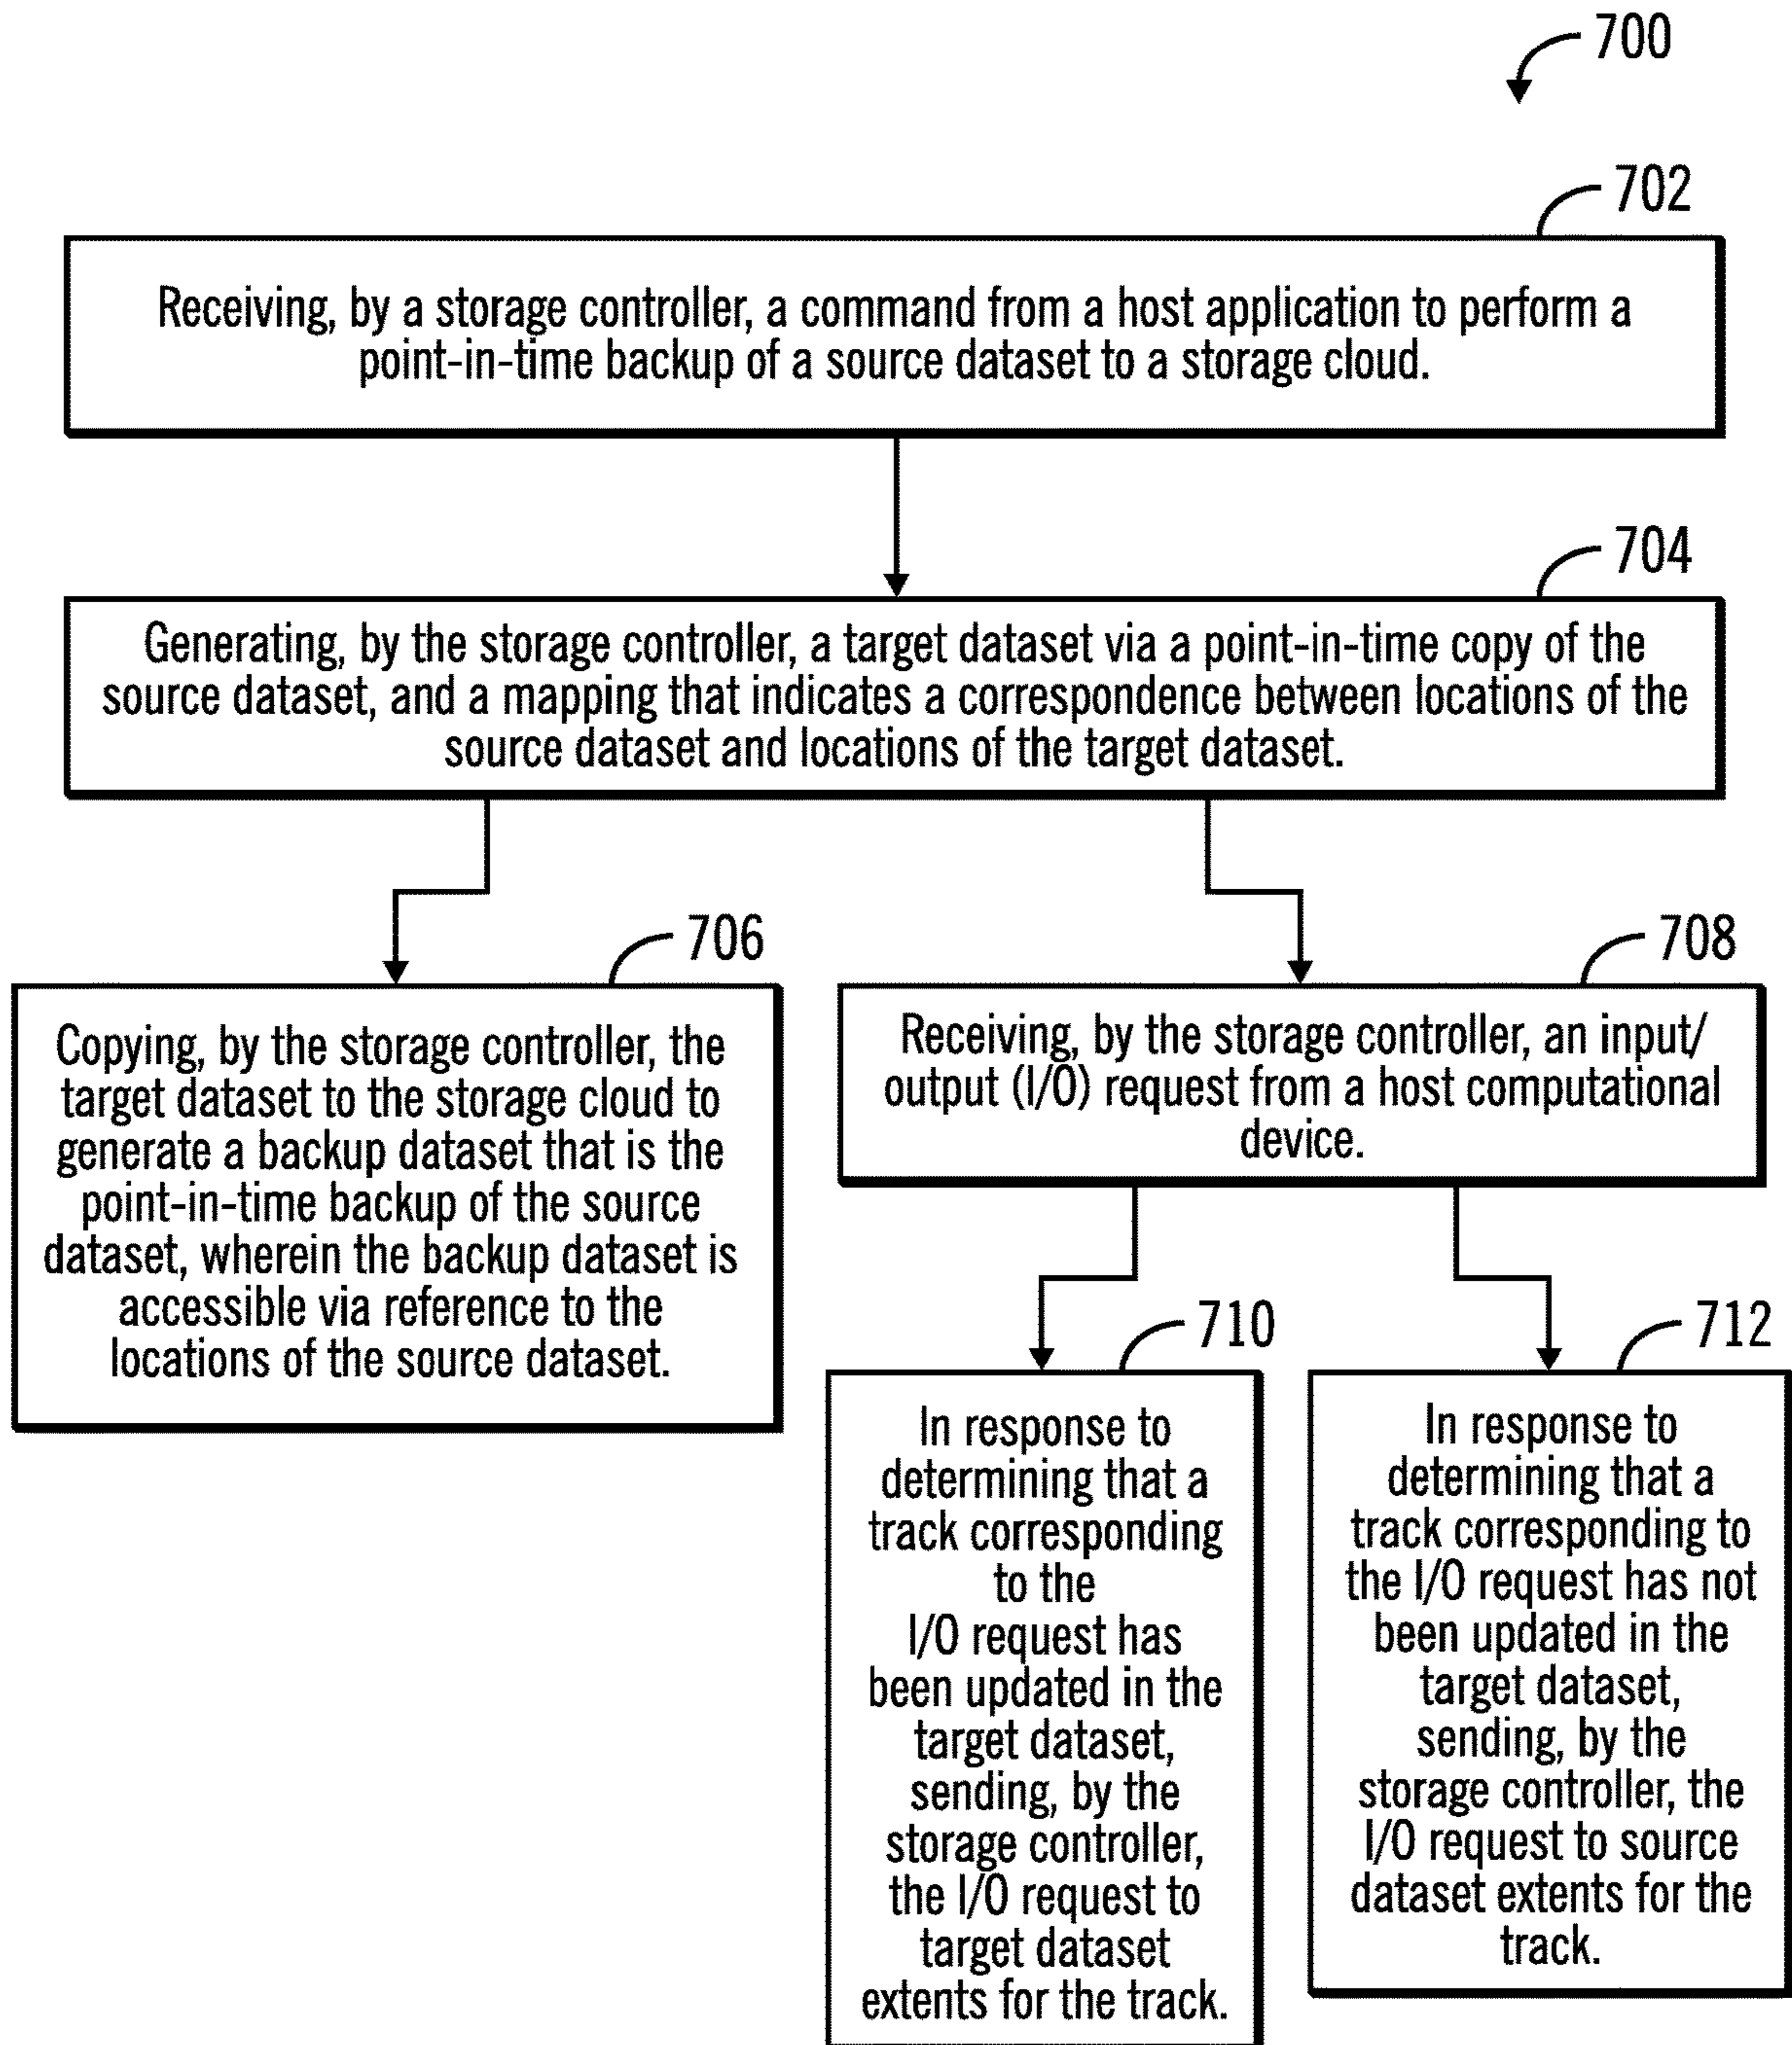 700
702
Receiving, by a storage controller, a command from a host application to perform a
point-in-time backup of a source dataset to a storage cloud.
704
Generating, by the storage controller, a target dataset via a point-in-time copy of the
source dataset, and a mapping that indicates a correspondence between locations of the
source dataset and locations of the target dataset.
706
Copying, by the storage controller, the
target dataset to the storage cloud to
generate a backup dataset that is the
point-in-time backup of the source
dataset, wherein the backup dataset is
accessible via reference to the
locations of the source dataset.
708
Receiving, by the storage controller, an input/
output (I/O) request from a host computational
device.
710
In response to
determining that a
track corresponding
to the
I/O request has
been updated in the
target dataset,
sending, by the
storage controller,
the I/O request to
target dataset
extents for the track.
712
In response to
determining that a
track corresponding to
the I/O request has not
been updated in the
target dataset,
sending, by the
storage controller, the
I/O request to source
dataset extents for the
track.